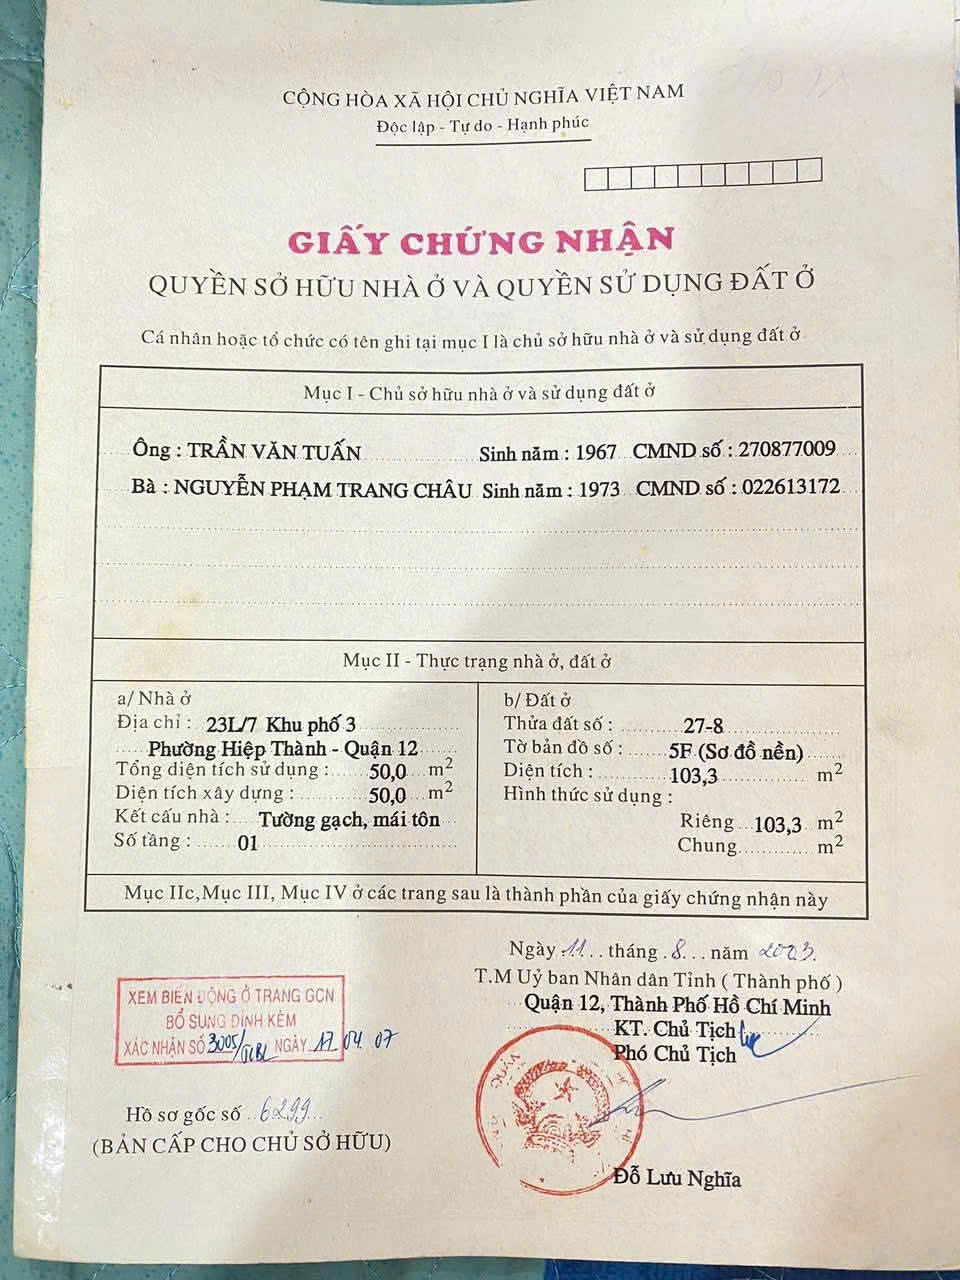 CỘNG HÒA XÃ HỘI CHỦ NGHĨA VIỆT NAM
Độc lập - Tự do - Hạnh phúc
GIẤY CHỨNG NHẬN
QUYỀN SỞ HỮU NHÀ Ở VÀ QUYỀN SỬ DỤNG ĐẤT Ở
Cá nhân hoặc tổ chức có tên ghi tại mục I là chủ sở hữu nhà ở và sử dụng đất ở
Mục I - Chủ sở hữu nhà ở và sử dụng đất ở
Ông : TRẦN VĂN TUẤN Sinh năm : 1967 CMND số : 270877009
Bà : NGUYỄN PHẠM TRANG CHÂU Sinh năm : 1973 CMND số : 022613172
Mục II - Thực trạng nhà ở, đất ở
a/ Nhà ở
Địa chỉ : 23L/7 Khu phố 3
Phường Hiệp Thành - Quận 12
Tổng diện tích sử dụng : 50,0 m2
Diện tích xây dựng : 50,0 m2
Kết cấu nhà : Tường gạch, mái tôn
Số tầng : 01
b/ Đất ở
Thửa đất số : 27-8
Tờ bản đồ số : 5F (Sơ đồ nền)
Diện tích : 103,3 m2
Hình thức sử dụng :
Riêng 103,3 m2
Chung m2
Mục IIc, Mục III, Mục IV ở các trang sau là thành phần của giấy chứng nhận này
Ngày 11 tháng 8 năm 2003
T.M Uỷ ban Nhân dân Tỉnh ( Thành phố )
Quận 12, Thành Phố Hồ Chí Minh
KT. Chủ Tịch
Phó Chủ Tịch
Đỗ Lưu Nghĩa
XEM BIẾN ĐỘNG Ở TRANG GCN
BỔ SUNG ĐÍNH KÈM
XÁC NHẬN SỐ 3005/ NGÀY 17 04 07
Hồ sơ gốc số 6299
(BẢN CẤP CHO CHỦ SỞ HỮU)